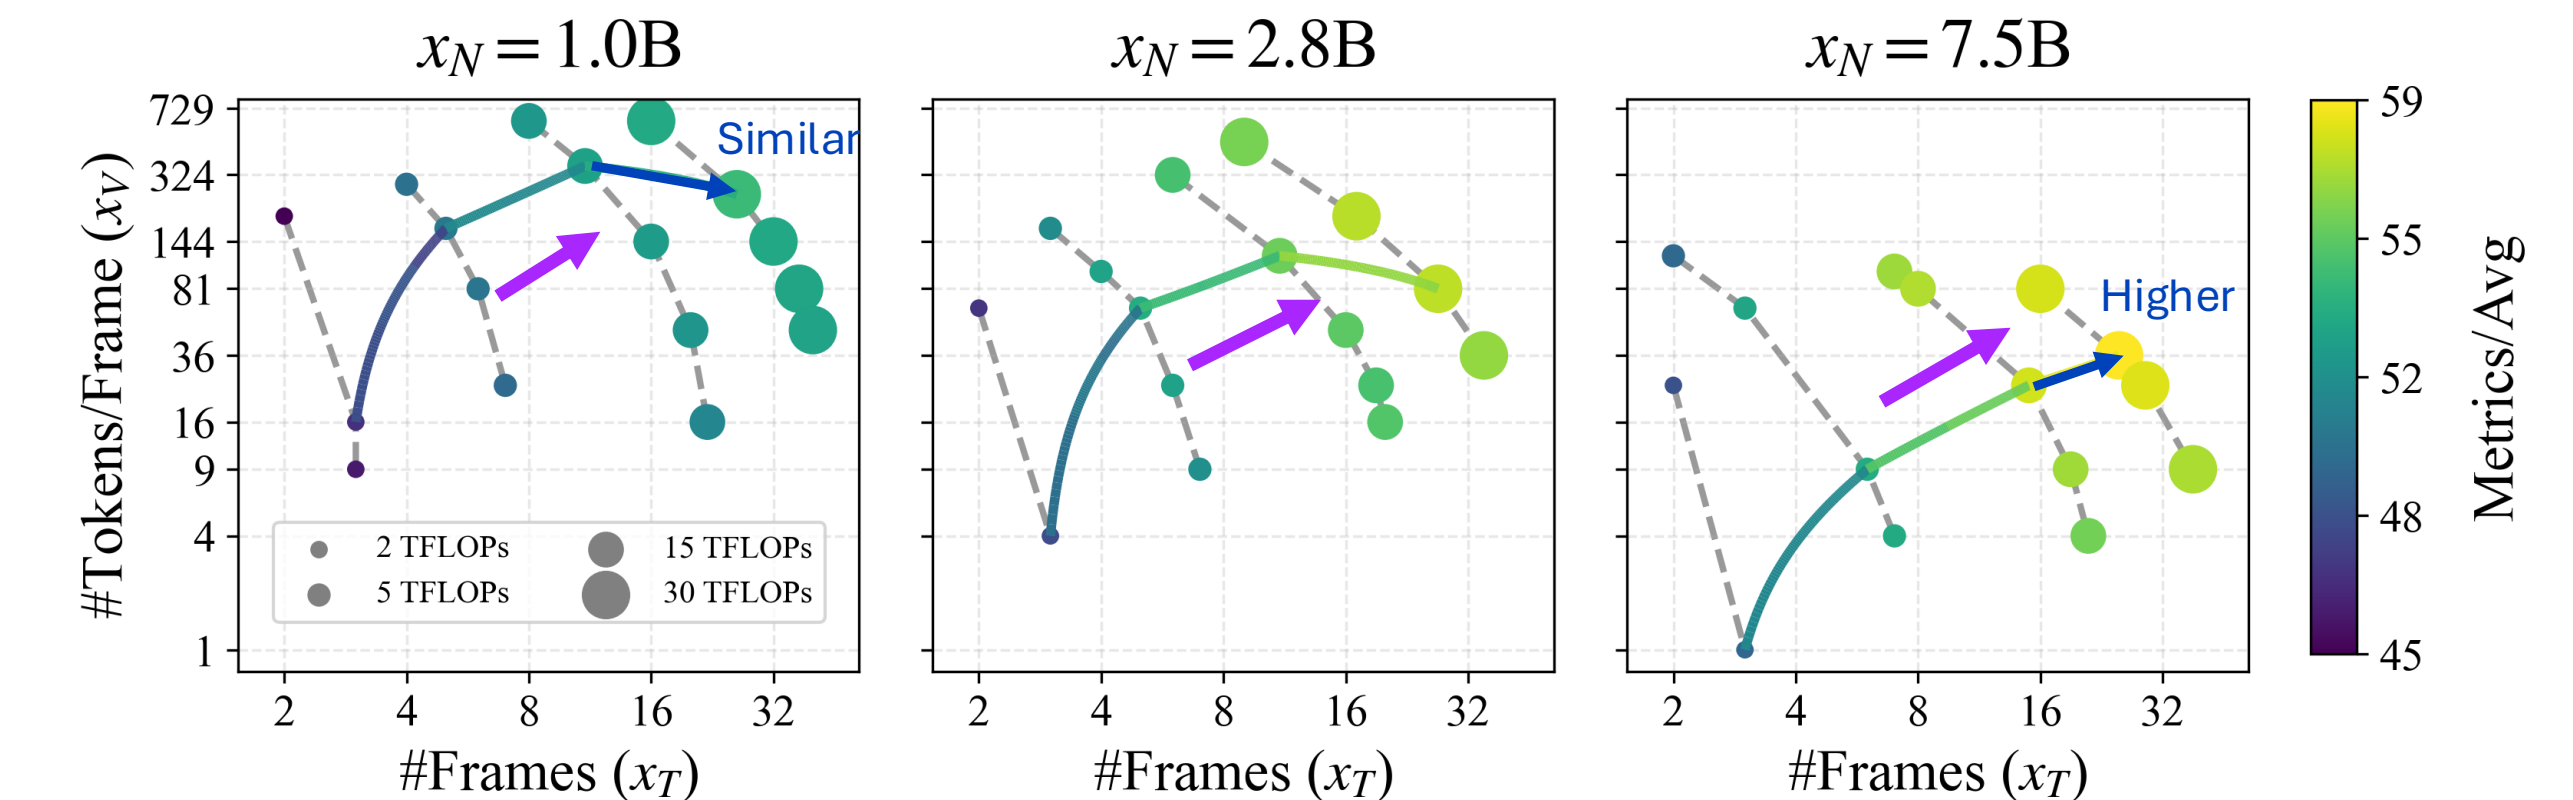 x_N = 1.0B
x_N = 2.8B
x_N = 7.5B
#Tokens/Frame (x_V)
729
324
144
81
36
16
9
4
1
Similar
2 TFLOPs
5 TFLOPs
15 TFLOPs
30 TFLOPs
2 4 8 16 32
#Frames (x_T)
2 4 8 16 32
#Frames (x_T)
Higher
2 4 8 16 32
#Frames (x_T)
59
55
52
48
45
Metrics/Avg